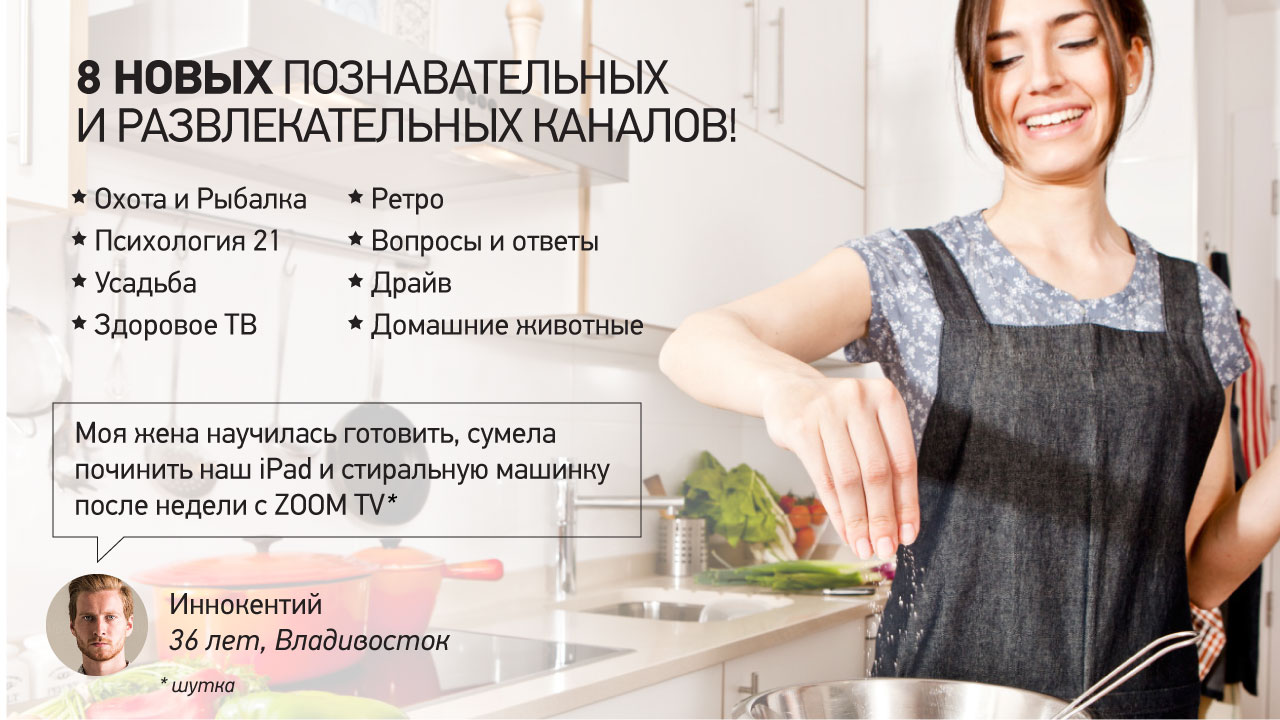 8 НОВЫХ ПОЗНАВАТЕЛЬНЫХ
И РАЗВЛЕКАТЕЛЬНЫХ КАНАЛОВ!
★ Охота и Рыбалка
★ Психология 21
★ Усадьба
★ Здоровое ТВ
★ Ретро
★ Вопросы и ответы
★ Драйв
★ Домашние животные
Моя жена научилась готовить, сумела
починить наш iPad и стиральную машинку
после недели с ZOOM TV*
Иннокентий
36 лет, Владивосток
* шутка